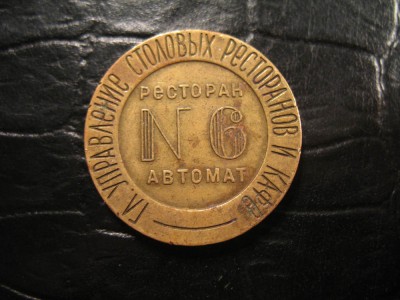 ГЛ. УПРАВЛЕНИЕ СТОЛОВЫХ РЕСТОРАНОВ И КАФЕ
РЕСТОРАН
N 6
АВТОМАТ